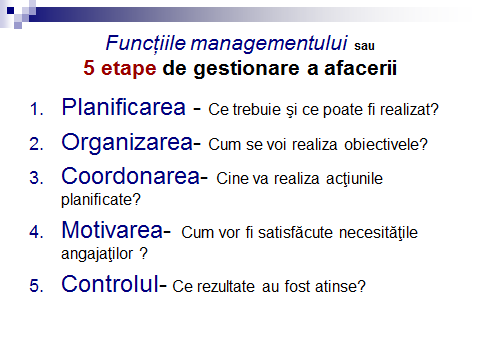 Funcțiile managementului sau
5 etape de gestionare a afacerii
1. Planificarea - Ce trebuie şi ce poate fi realizat?
2. Organizarea- Cum se voi realiza obiectivele?
3. Coordonarea- Cine va realiza acţiunile
planificate?
4. Motivarea- Cum vor fi satisfăcute necesităţile
angajaţilor ?
5. Controlul- Ce rezultate au fost atinse?